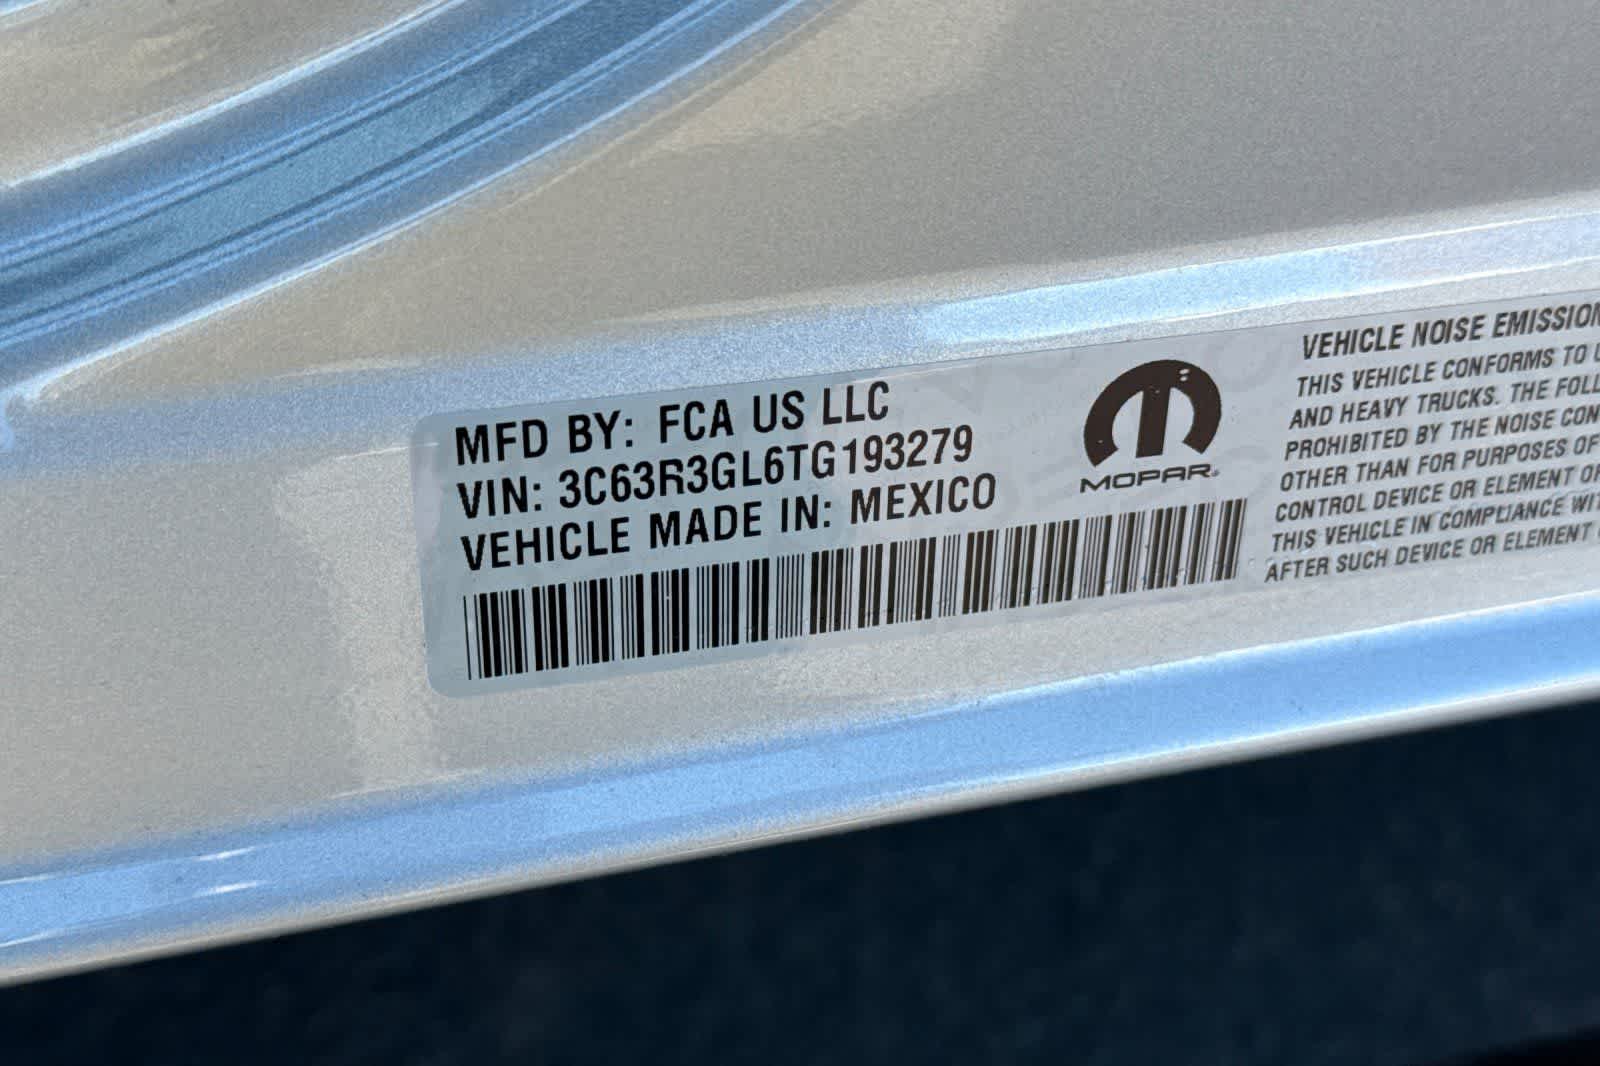 MFD BY: FCA US LLC
VIN: 3C63R3GL6TG193279
VEHICLE MADE IN: MEXICO
MOPAR®
VEHICLE NOISE EMISSION
THIS VEHICLE CONFORMS TO
AND HEAVY TRUCKS. THE FOLL
PROHIBITED BY THE NOISE CON
OTHER THAN FOR PURPOSES OF
CONTROL DEVICE OR ELEMENT OF
THIS VEHICLE IN COMPLIANCE WIT
AFTER SUCH DEVICE OR ELEMENT